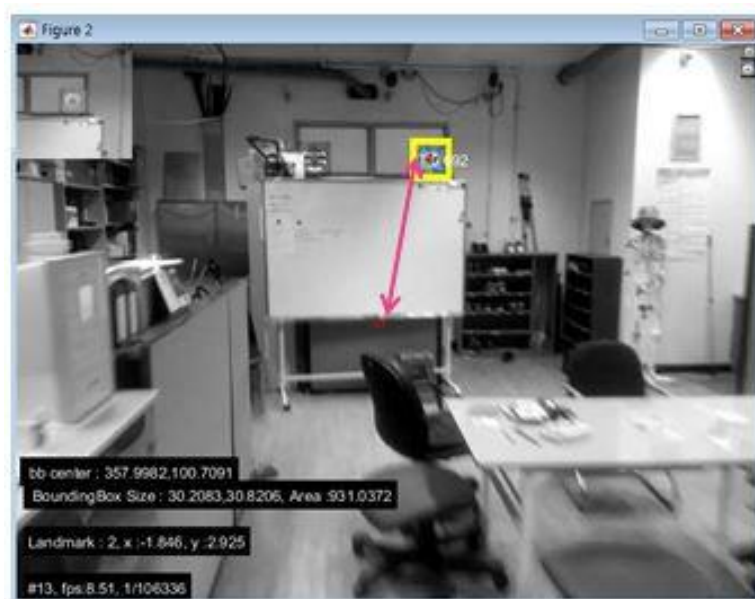 Figure 2
bb center : 357.9982,100.7091
BoundingBox Size : 30.2083,30.8206, Area :931.0372
Landmark : 2, x :-1.846, y :2.925
#13, fps:8.51, 1/106336